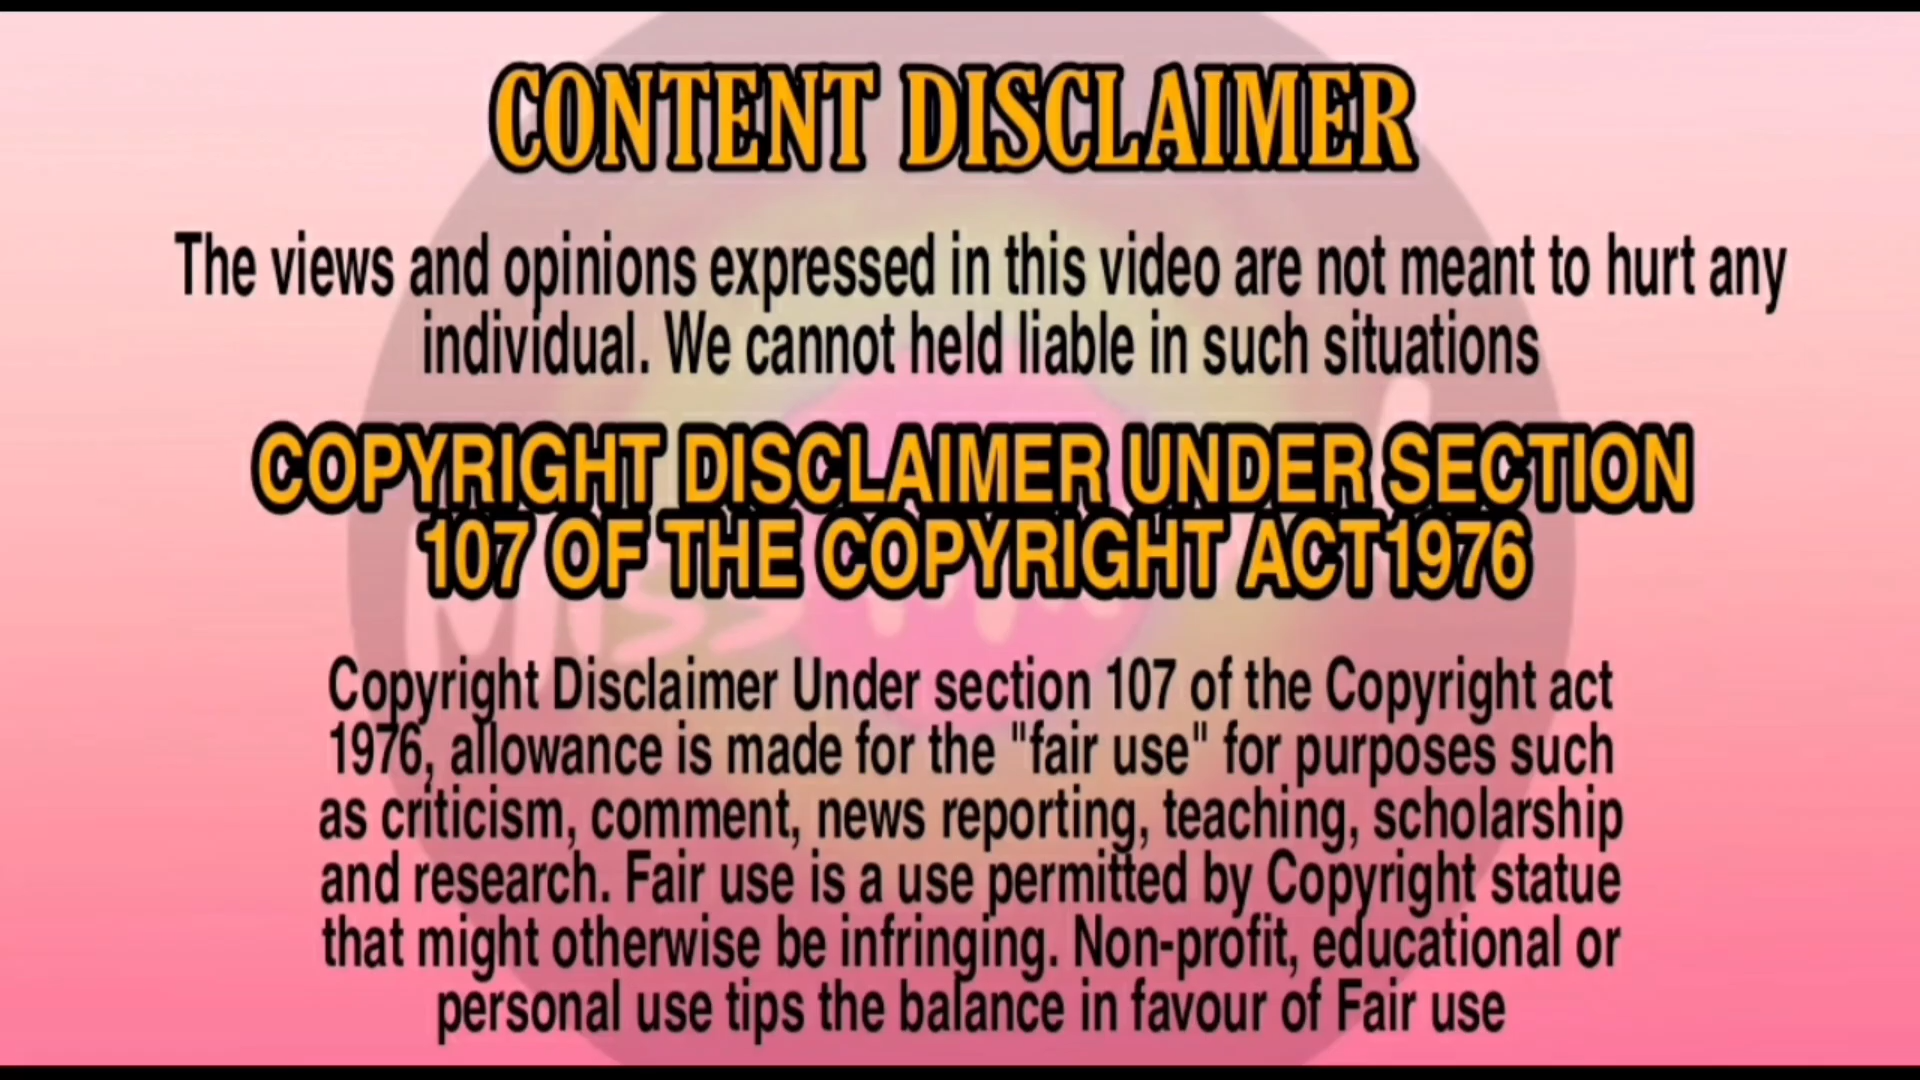 CONTENT DISCLAIMER
The views and opinions expressed in this video are not meant to hurt any
individual. We cannot held liable in such situations
COPYRIGHT DISCLAIMER UNDER SECTION
107 OF THE COPYRIGHT ACT1976
Miss
Copyright Disclaimer Under section 107 of the Copyright act
1976, allowance is made for the "fair use" for purposes such
as criticism, comment, news reporting, teaching, scholarship
and research. Fair use is a use permitted by Copyright statue
that might otherwise be infringing. Non-profit, educational or
personal use tips the balance in favour of Fair use